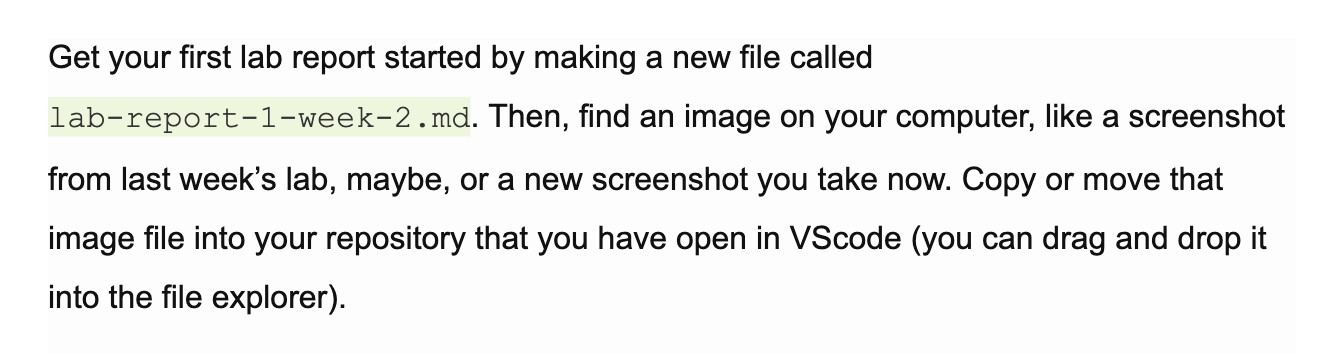 Get your first lab report started by making a new file called
lab-report-1-week-2.md. Then, find an image on your computer, like a screenshot
from last week’s lab, maybe, or a new screenshot you take now. Copy or move that
image file into your repository that you have open in VScode (you can drag and drop it
into the file explorer).